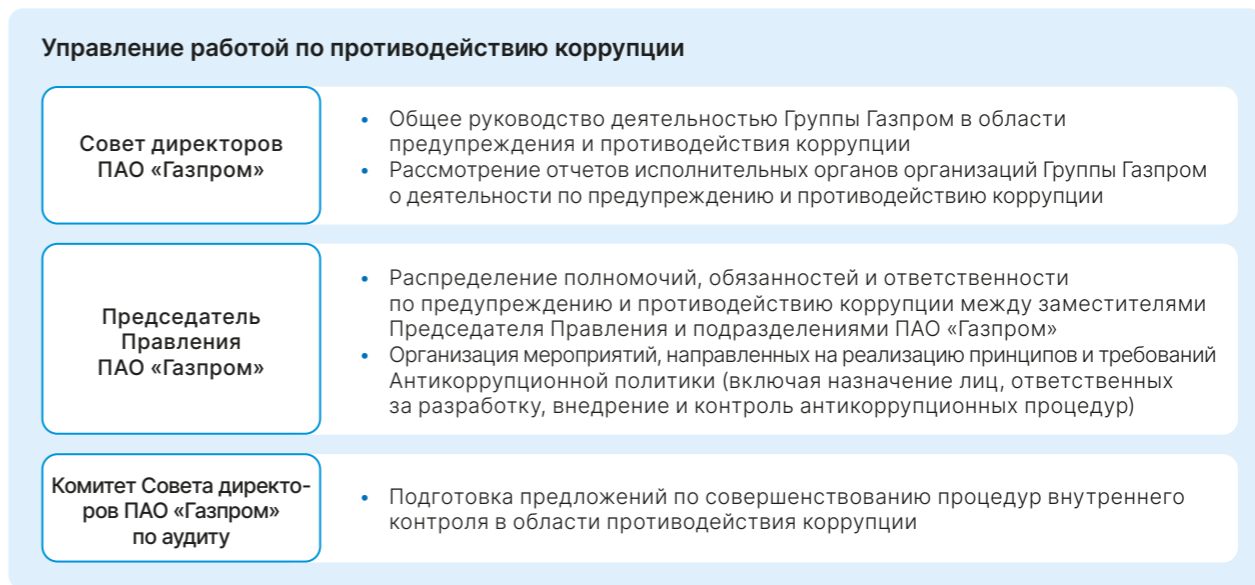 Управление работой по противодействию коррупции
Совет директоров
ПАО «Газпром»
• Общее руководство деятельностью Группы Газпром в области
предупреждения и противодействия коррупции
• Рассмотрение отчетов исполнительных органов организаций Группы Газпром
о деятельности по предупреждению и противодействию коррупции
Председатель
Правления
ПАО «Газпром»
• Распределение полномочий, обязанностей и ответственности
по предупреждению и противодействию коррупции между заместителями
Председателя Правления и подразделениями ПАО «Газпром»
• Организация мероприятий, направленных на реализацию принципов и требований
Антикоррупционной политики (включая назначение лиц, ответственных
за разработку, внедрение и контроль антикоррупционных процедур)
Комитет Совета директо-
ров ПАО «Газпром»
по аудиту
• Подготовка предложений по совершенствованию процедур внутреннего
контроля в области противодействия коррупции